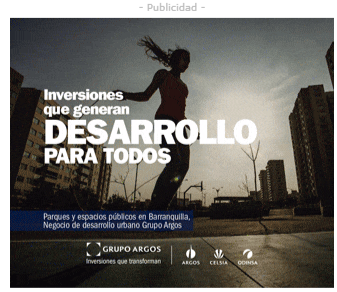 - Publicidad -
Inversiones
que generan
DESARROLLO
PARA TODOS
Parques y espacios públicos en Barranquilla,
Negocio de desarrollo urbano Grupo Argos
GRUPO ARGOS
Inversiones que transforman
ARGOS CELSIA ODINSA